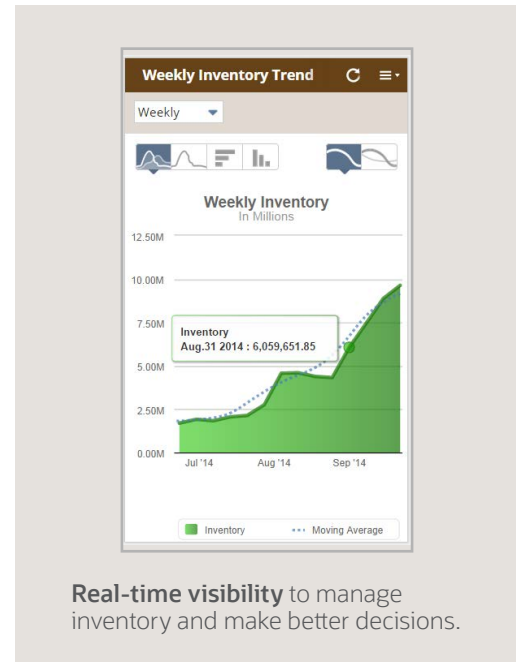 Weekly Inventory Trend
Weekly
Weekly Inventory
In Millions
12.50M
10.00M
7.50M
5.00M
2.50M
0.00M
Inventory
Aug.31 2014 : 6,059,651.85
Jul '14 Aug '14 Sep '14
Inventory Moving Average
Real-time visibility to manage
inventory and make better decisions.